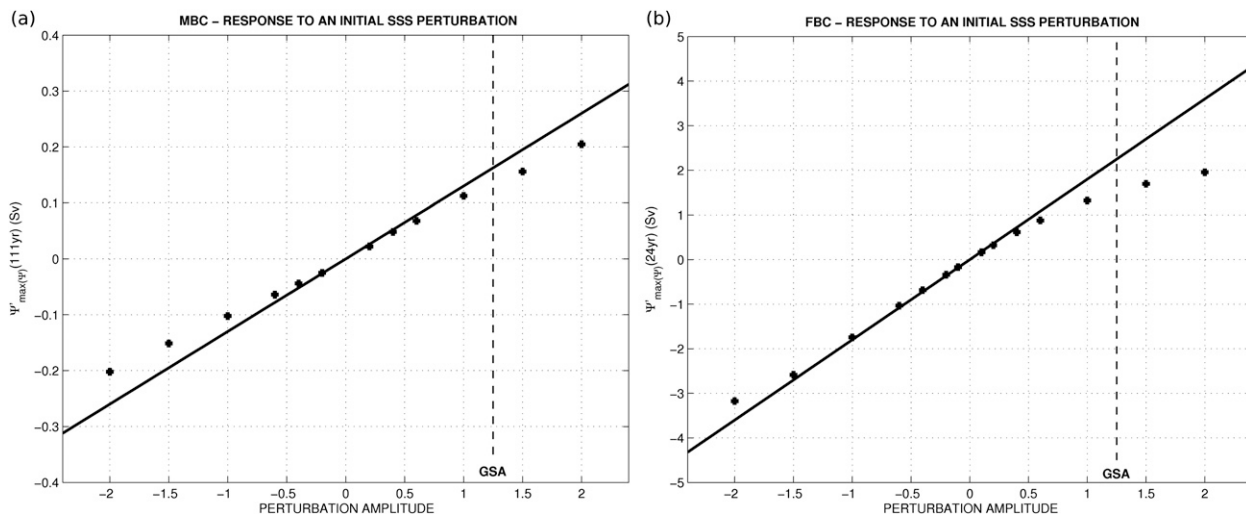 (a)
MBC – RESPONSE TO AN INITIAL SSS PERTURBATION
0.4
0.3
0.2
0.1
0
−0.1
−0.2
−0.3
−0.4
Ψ'max(Ψ)(111yr) (Sv)
GSA
−2 −1.5 −1 −0.5 0 0.5 1 1.5 2
PERTURBATION AMPLITUDE
(b)
FBC – RESPONSE TO AN INITIAL SSS PERTURBATION
5
4
3
2
1
0
−1
−2
−3
−4
−5
Ψ'max(Ψ)(24yr) (Sv)
GSA
−2 −1.5 −1 −0.5 0 0.5 1 1.5 2
PERTURBATION AMPLITUDE